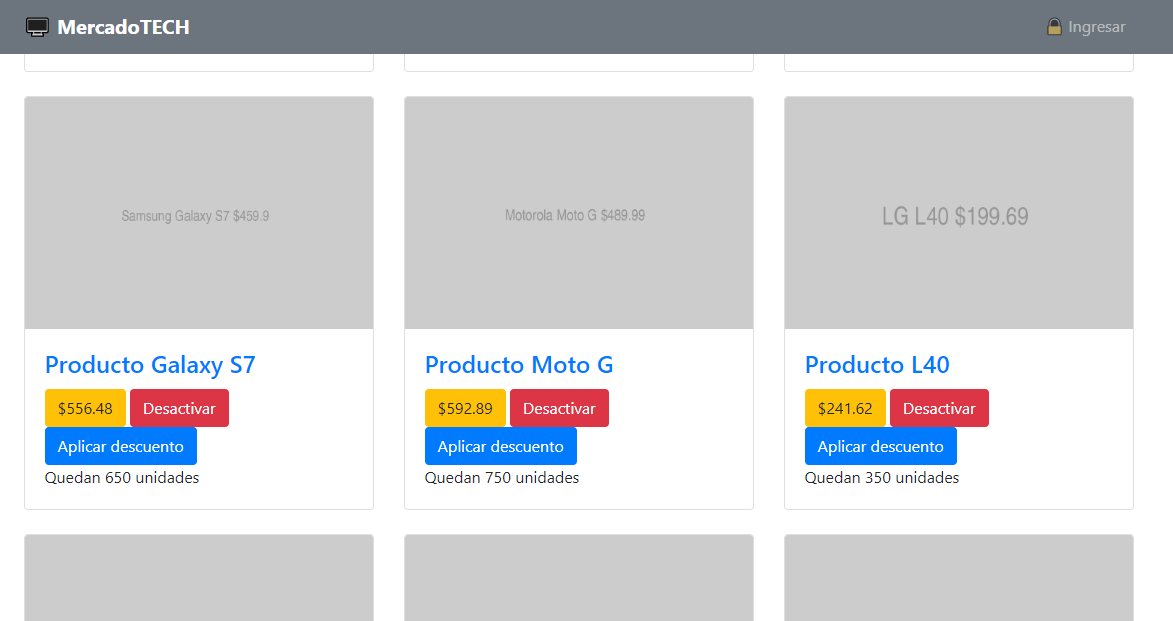 MercadoTECH
Ingresar
Samsung Galaxy S7 $459.9
Motorola Moto G $489.99
LG L40 $199.69
Producto Galaxy S7
$556.48 Desactivar
Aplicar descuento
Quedan 650 unidades
Producto Moto G
$592.89 Desactivar
Aplicar descuento
Quedan 750 unidades
Producto L40
$241.62 Desactivar
Aplicar descuento
Quedan 350 unidades